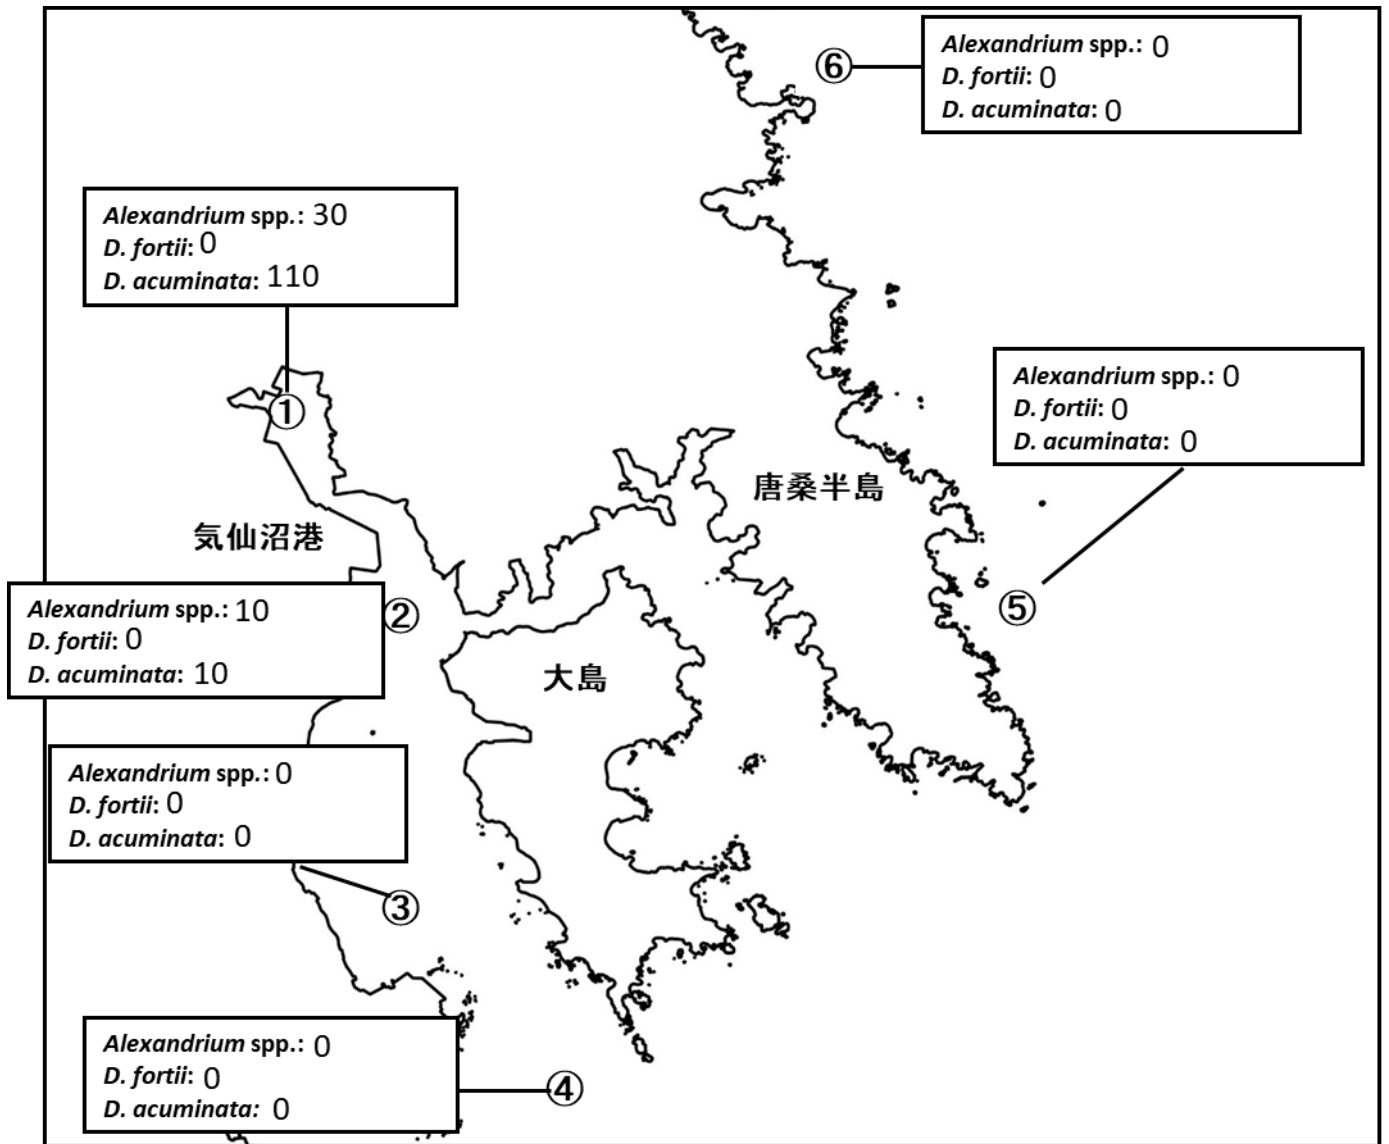 Alexandrium spp.: 0
D. fortii: 0
D. acuminata: 0
⑥
Alexandrium spp.: 30
D. fortii: 0
D. acuminata: 110
①
Alexandrium spp.: 0
D. fortii: 0
D. acuminata: 0
⑤
唐桑半島
気仙沼港
Alexandrium spp.: 10
D. fortii: 0
D. acuminata: 10
②
大島
Alexandrium spp.: 0
D. fortii: 0
D. acuminata: 0
③
Alexandrium spp.: 0
D. fortii: 0
D. acuminata: 0
④